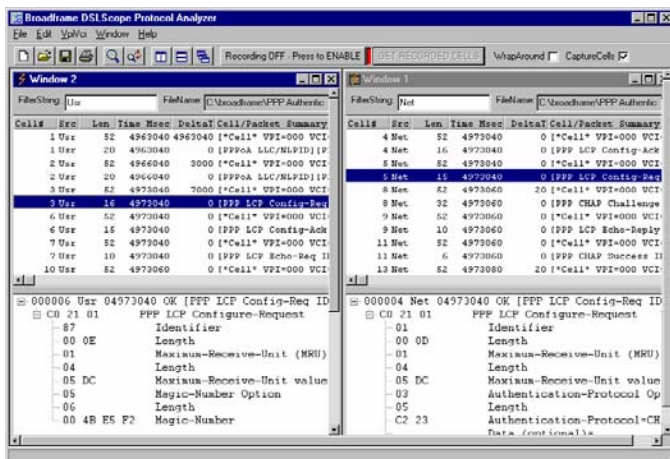 Broadframe DSLScope Protocol Analyzer
File Edit VpiVci Window Help
Recording OFF - Press to ENABLE GET RECORDED CELLS WrapAround CaptureCells
Window 2
FilterString: Usr FileName: C:\broadframe\PPP Authentic
Cell# Src Len Time Msec DeltaT Cell/Packet Summary
1 Usr 52 4963040 4963040 [*Cell* VPI=000 VCI
1 Usr 20 4963040 0 [PPPoA LLC/NLPID][P
2 Usr 52 4966040 3000 [*Cell* VPI=000 VCI
2 Usr 20 4966040 0 [PPPoA LLC/NLPID][P
3 Usr 52 4973040 7000 [*Cell* VPI=000 VCI
3 Usr 16 4973040 0 [PPP LCP Config-Req
6 Usr 52 4973040 0 [*Cell* VPI=000 VCI
6 Usr 15 4973040 0 [PPP LCP Config-Ack
7 Usr 52 4973040 0 [*Cell* VPI=000 VCI
7 Usr 10 4973040 0 [PPP LCP Echo-Req ID
10 Usr 52 4973060 0 [*Cell* VPI=000 VCI
000006 Usr 04973040 OK [PPP LCP Config-Req ID
C0 21 01 PPP LCP Configure-Request
87 Identifier
00 0E Length
01 Maximum-Receive-Unit (MRU)
04 Length
05 DC Maximum-Receive-Unit value
05 Magic-Number Option
06 Length
00 4B E5 F2 Magic-Number
Window 1
FilterString: Net FileName: C:\broadframe\PPP Authentic
Cell# Src Len Time Msec DeltaT Cell/Packet Summary
4 Net 52 4973040 0 [*Cell* VPI=000 VCI
4 Net 16 4973040 0 [PPP LCP Config-Ack
5 Net 52 4973040 0 [*Cell* VPI=000 VCI
5 Net 15 4973040 0 [PPP LCP Config-Req
8 Net 52 4973060 20 [*Cell* VPI=000 VCI
8 Net 32 4973060 0 [PPP CHAP Challenge
9 Net 52 4973060 0 [*Cell* VPI=000 VCI
9 Net 10 4973060 0 [PPP LCP Echo-Reply
11 Net 52 4973060 0 [*Cell* VPI=000 VCI
11 Net 6 4973060 0 [PPP CHAP Success I
13 Net 52 4973080 20 [*Cell* VPI=000 VCI
000004 Net 04973040 OK [PPP LCP Config-Req ID
C0 21 01 PPP LCP Configure-Request
01 Identifier
00 0D Length
01 Maximum-Receive-Unit (MRU)
04 Length
05 DC Maximum-Receive-Unit value
03 Authentication-Protocol Op
05 Length
C2 23 Authentication-Protocol=CH
Data (optional)=